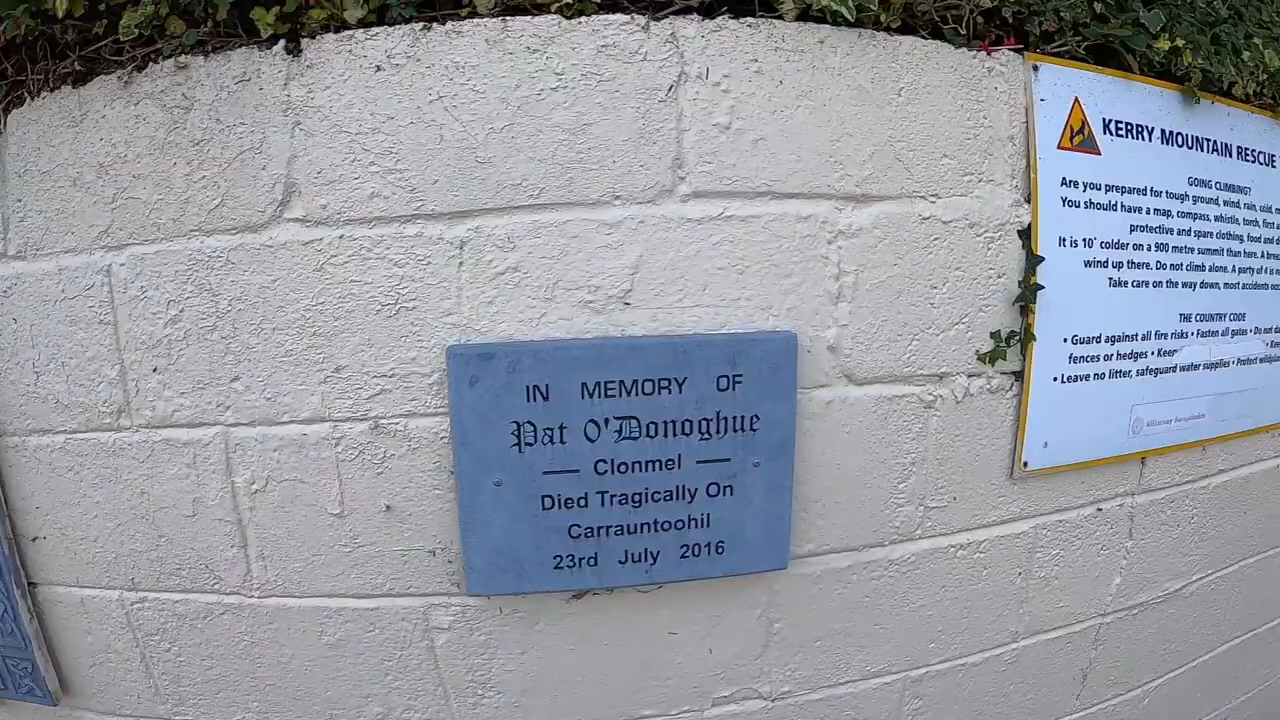 IN MEMORY OF
Pat O'Donoghue
Clonmel
Died Tragically On
Carrauntoohil
23rd July 2016
KERRY MOUNTAIN RESCUE
GOING CLIMBING?
Are you prepared for tough ground, wind, rain, cold,
You should have a map, compass, whistle, torch, first
protective and spare clothing, food and
It is 10° colder on a 900 metre summit than here. A
wind up there. Do not climb alone. A party of 4 is
Take care on the way down, most accidents
THE COUNTRY CODE
• Guard against all fire risks • Fasten all gates • Do not
fences or hedges • Keep
• Leave no litter, safeguard water supplies • Protect